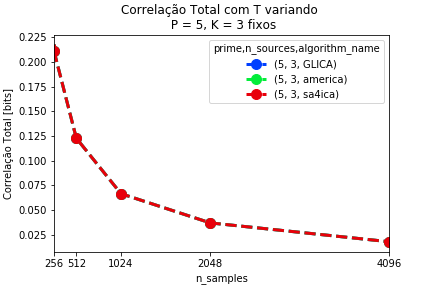 Correlação Total com T variando
P = 5, K = 3 fixos
prime,n_sources,algorithm_name
(5, 3, GLICA)
(5, 3, america)
(5, 3, sa4ica)
Correlação Total [bits]
0.225
0.200
0.175
0.150
0.125
0.100
0.075
0.050
0.025
256 512 1024 2048 4096
n_samples